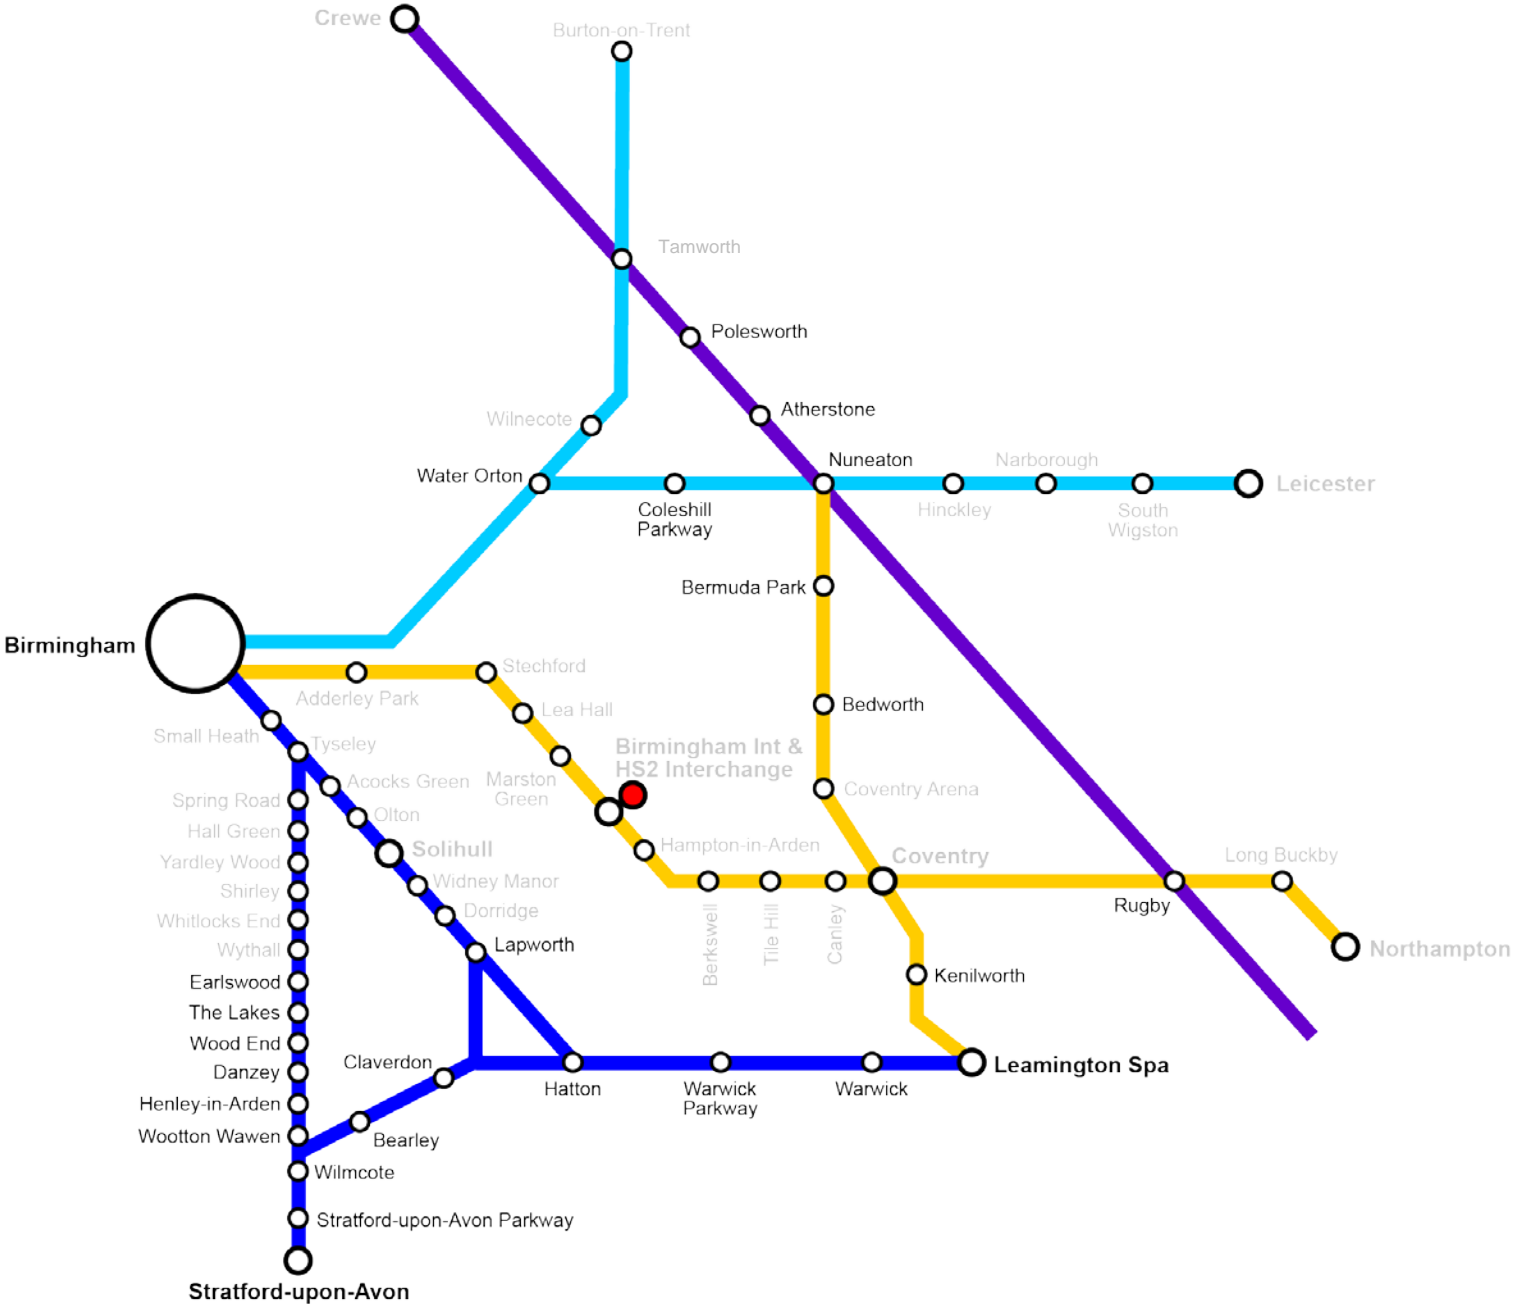 Crewe
Burton-on-Trent
Tamworth
Polesworth
Atherstone
Wilnecote
Nuneaton
Narborough
Water Orton
Leicester
Coleshill
Parkway
Hinckley
South
Wigston
Bermuda Park
Birmingham
Stechford
Adderley Park
Lea Hall
Bedworth
Small Heath
Tyseley
Birmingham Int &
HS2 Interchange
Acocks Green
Marston
Green
Coventry Arena
Spring Road
Olton
Hall Green
Solihull
Hampton-in-Arden
Coventry
Long Buckby
Yardley Wood
Widney Manor
Shirley
Dorridge
Rugby
Whitlocks End
Berkswell
Tile Hill
Canley
Lapworth
Northampton
Wythall
Kenilworth
Earlswood
The Lakes
Wood End
Claverdon
Leamington Spa
Danzey
Hatton
Warwick
Parkway
Warwick
Henley-in-Arden
Wootton Wawen
Bearley
Wilmcote
Stratford-upon-Avon Parkway
Stratford-upon-Avon